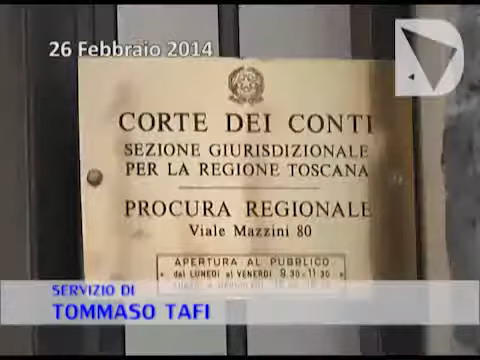 26 Febbraio 2014
CORTE DEI CONTI
SEZIONE GIURISDIZIONALE
PER LA REGIONE TOSCANA
PROCURA REGIONALE
Viale Mazzini 80
APERTURA AL PUBBLICO
dal LUNEDI al VENERDI 9.30-11.30
SERVIZIO DI
TOMMASO TAFI